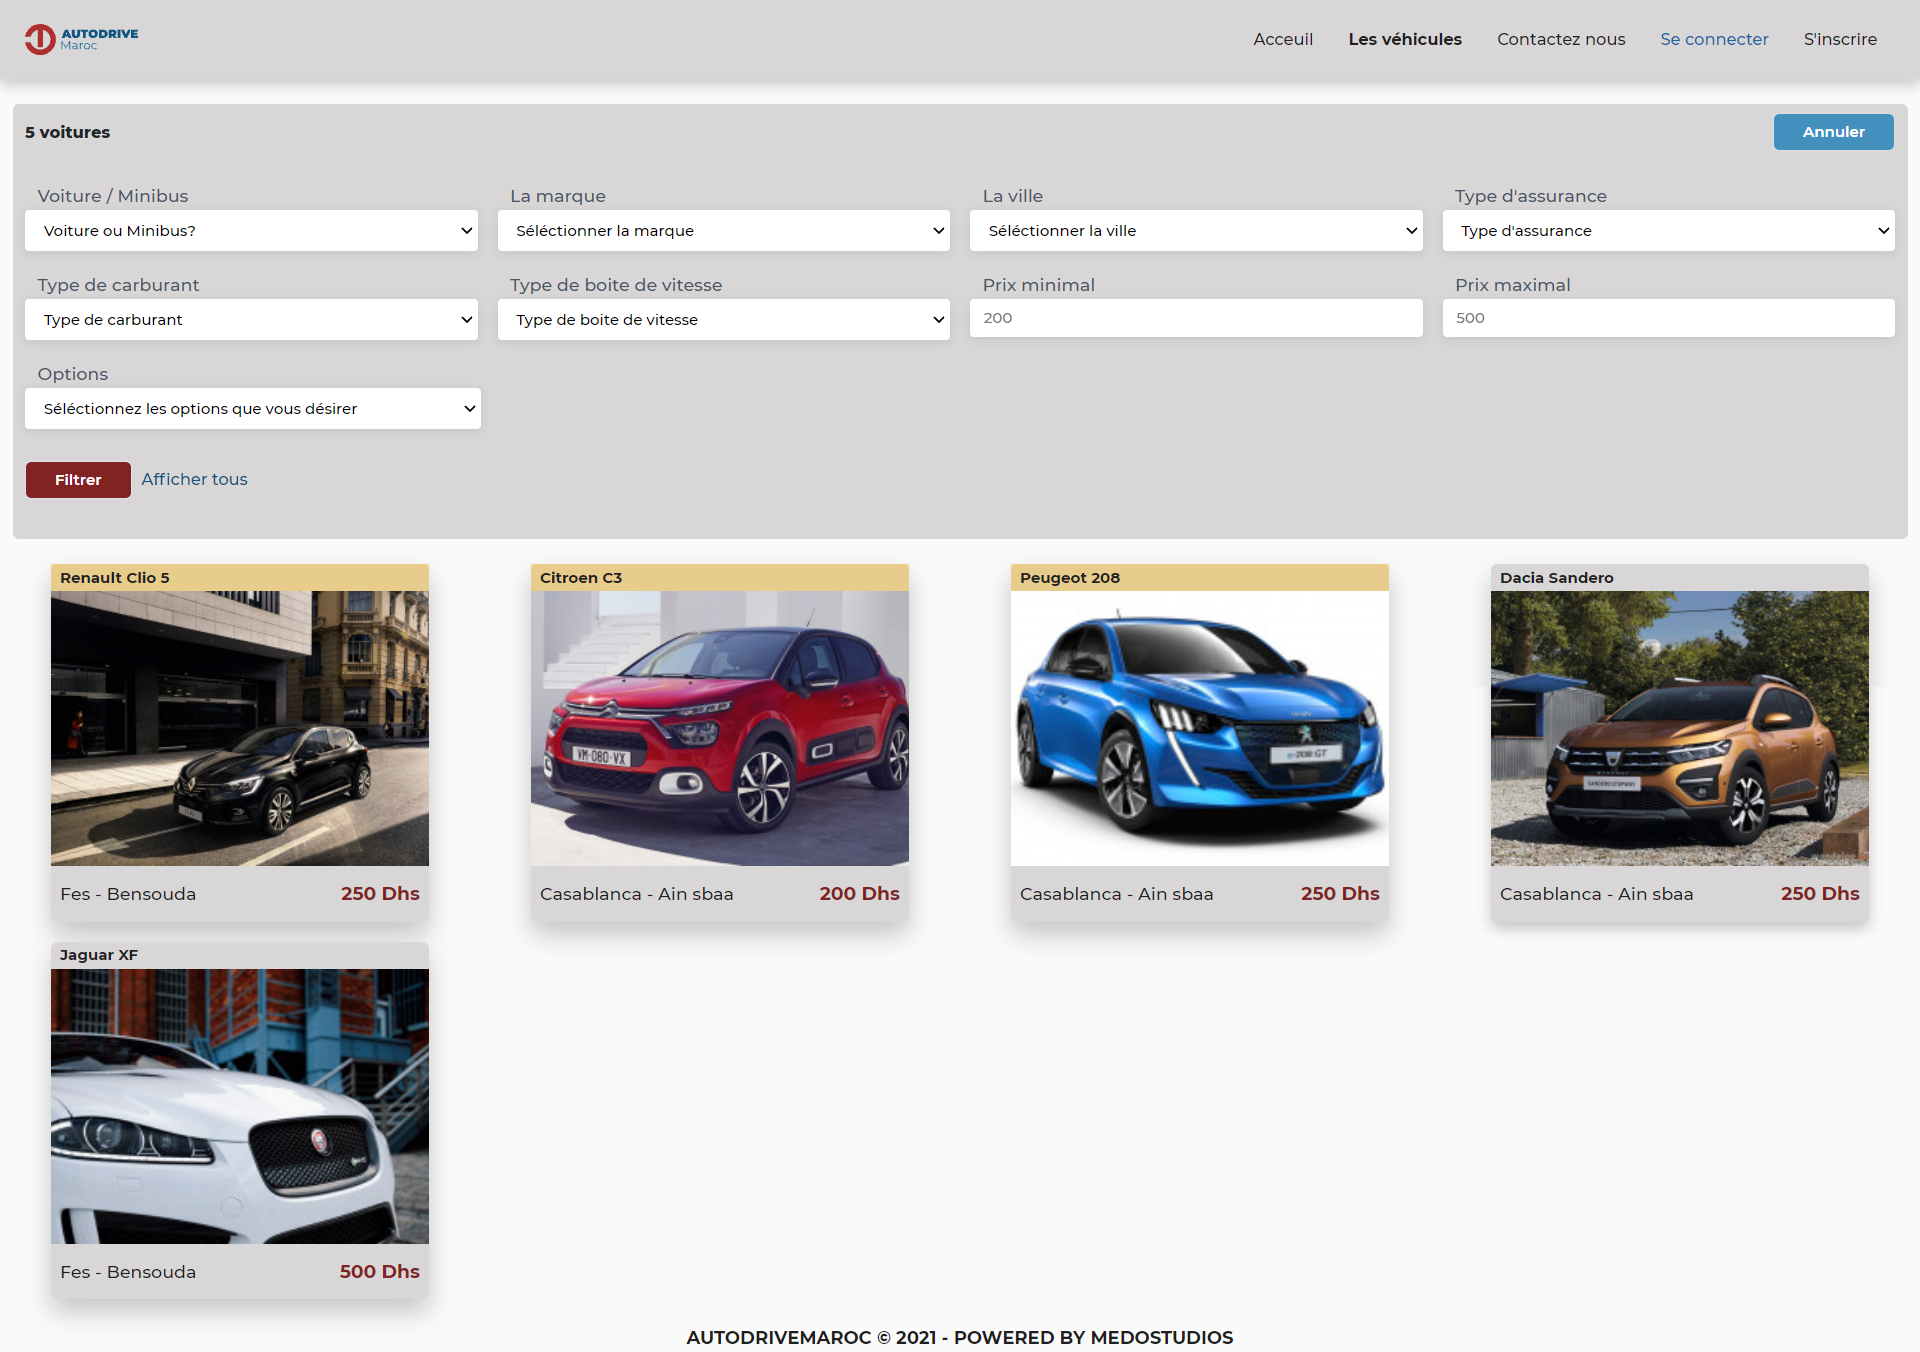 AUTODRIVE
Maroc
Acceuil
Les véhicules
Contactez nous
Se connecter
S'inscrire
5 voitures
Annuler
Voiture / Minibus
La marque
La ville
Type d'assurance
Voiture ou Minibus?
Séléctionner la marque
Séléctionner la ville
Type d'assurance
Type de carburant
Type de boite de vitesse
Prix minimal
Prix maximal
Type de carburant
Type de boite de vitesse
200
500
Options
Séléctionnez les options que vous désirer
Filtrer
Afficher tous
Renault Clio 5
Citroen C3
Peugeot 208
Dacia Sandero
VM-080-VX
e-208 GT
SANDERO STEPWAY
Fes - Bensouda
250 Dhs
Casablanca - Ain sbaa
200 Dhs
Casablanca - Ain sbaa
250 Dhs
Casablanca - Ain sbaa
250 Dhs
Jaguar XF
Fes - Bensouda
500 Dhs
AUTODRIVEMAROC © 2021 - POWERED BY MEDOSTUDIOS